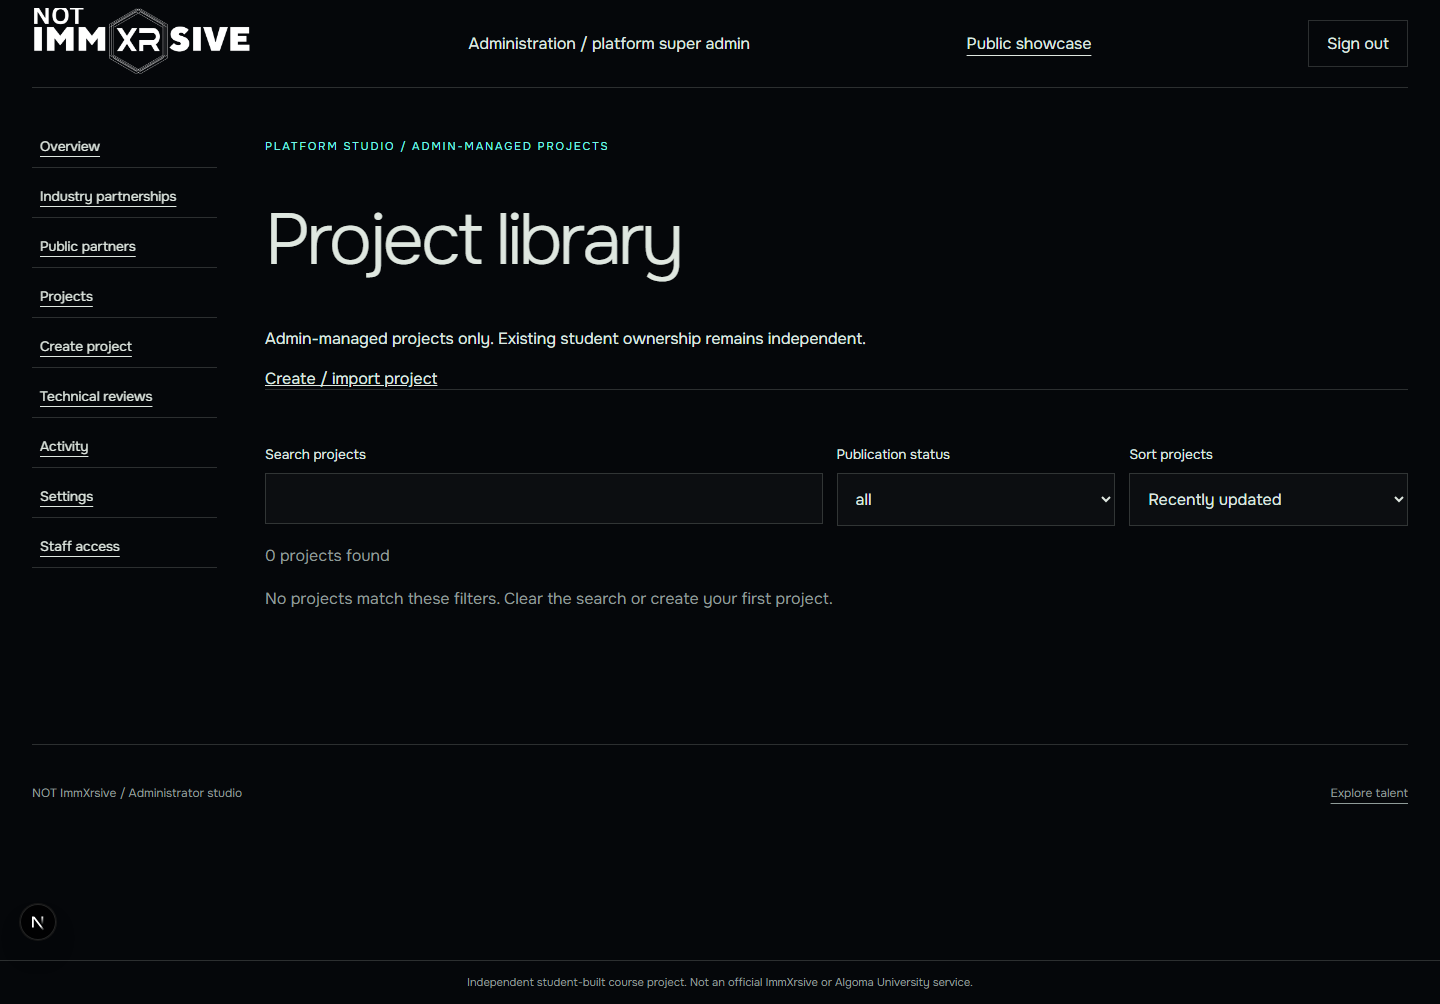 NOT
IMMXRSIVE
Administration / platform super admin
Public showcase
Sign out
Overview
Industry partnerships
Public partners
Projects
Create project
Technical reviews
Activity
Settings
Staff access
PLATFORM STUDIO / ADMIN-MANAGED PROJECTS
Project library
Admin-managed projects only. Existing student ownership remains independent.
Create / import project
Search projects
Publication status
all
Sort projects
Recently updated
0 projects found
No projects match these filters. Clear the search or create your first project.
NOT ImmXrsive / Administrator studio
Explore talent
N
Independent student-built course project. Not an official ImmXrsive or Algoma University service.